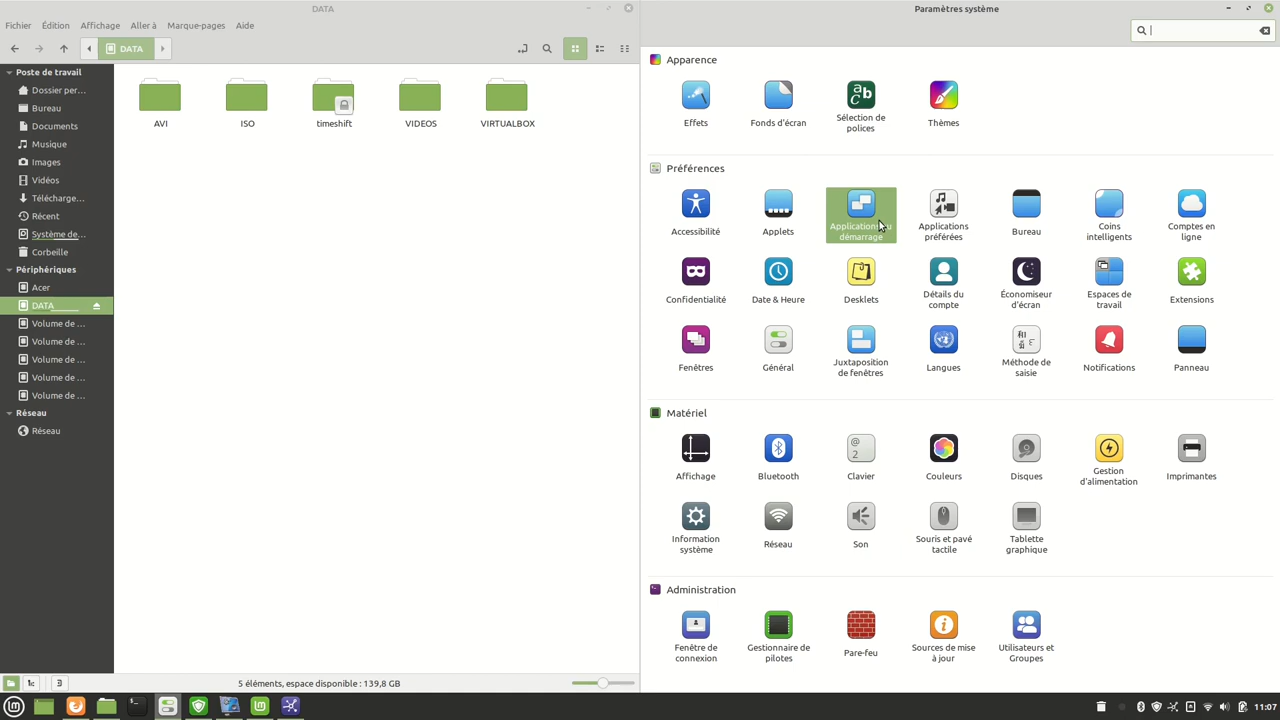 DATA
Fichier Édition Affichage Aller à Marque-pages Aide
DATA
Poste de travail
Dossier per...
Bureau
Documents
Musique
Images
Vidéos
Télécharge...
Récent
Système de...
Corbeille
Périphériques
Acer
DATA
Volume de ...
Volume de ...
Volume de ...
Volume de ...
Volume de ...
Réseau
Réseau
AVI ISO timeshift VIDEOS VIRTUALBOX
5 éléments, espace disponible : 139,8 GB
Paramètres système
Apparence
Effets
Fonds d'écran
Sélection de
polices
Thèmes
Préférences
Accessibilité
Applets
Applications au
démarrage
Applications
préférées
Bureau
Coins
intelligents
Comptes en
ligne
Confidentialité
Date & Heure
Desklets
Détails du
compte
Économiseur
d'écran
Espaces de
travail
Extensions
Fenêtres
Général
Juxtaposition
de fenêtres
Langues
Méthode de
saisie
Notifications
Panneau
Matériel
Affichage
Bluetooth
Clavier
Couleurs
Disques
Gestion
d'alimentation
Imprimantes
Information
système
Réseau
Son
Souris et pavé
tactile
Tablette
graphique
Administration
Fenêtre de
connexion
Gestionnaire de
pilotes
Pare-feu
Sources de mise
à jour
Utilisateurs et
Groupes
11:07